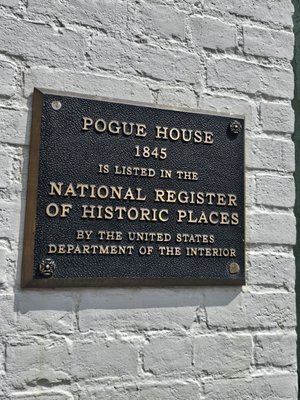 POGUE HOUSE
1845
IS LISTED IN THE
NATIONAL REGISTER
OF HISTORIC PLACES
BY THE UNITED STATES
DEPARTMENT OF THE INTERIOR